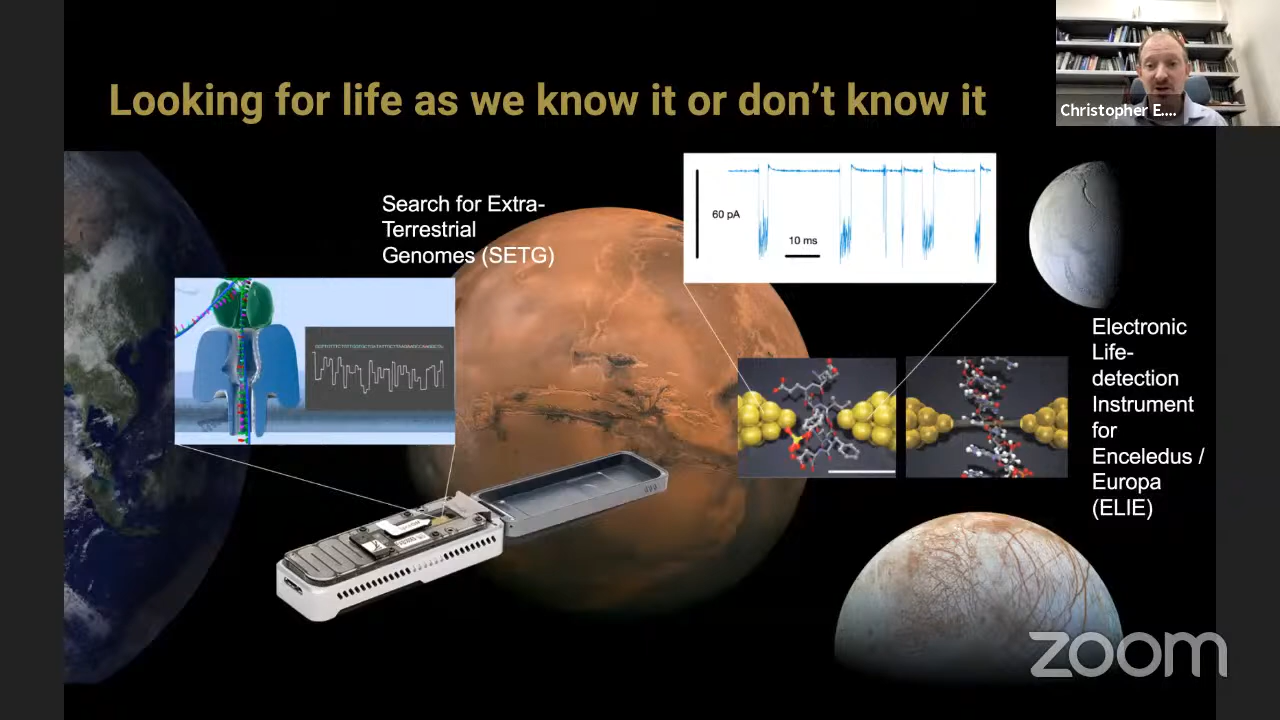 Looking for life as we know it or don't know it
Christopher E....
Search for Extra-
Terrestrial
Genomes (SETG)
60 pA
10 ms
Electronic
Life-
detection
Instrument
for
Enceledus /
Europa
(ELIE)
zoom